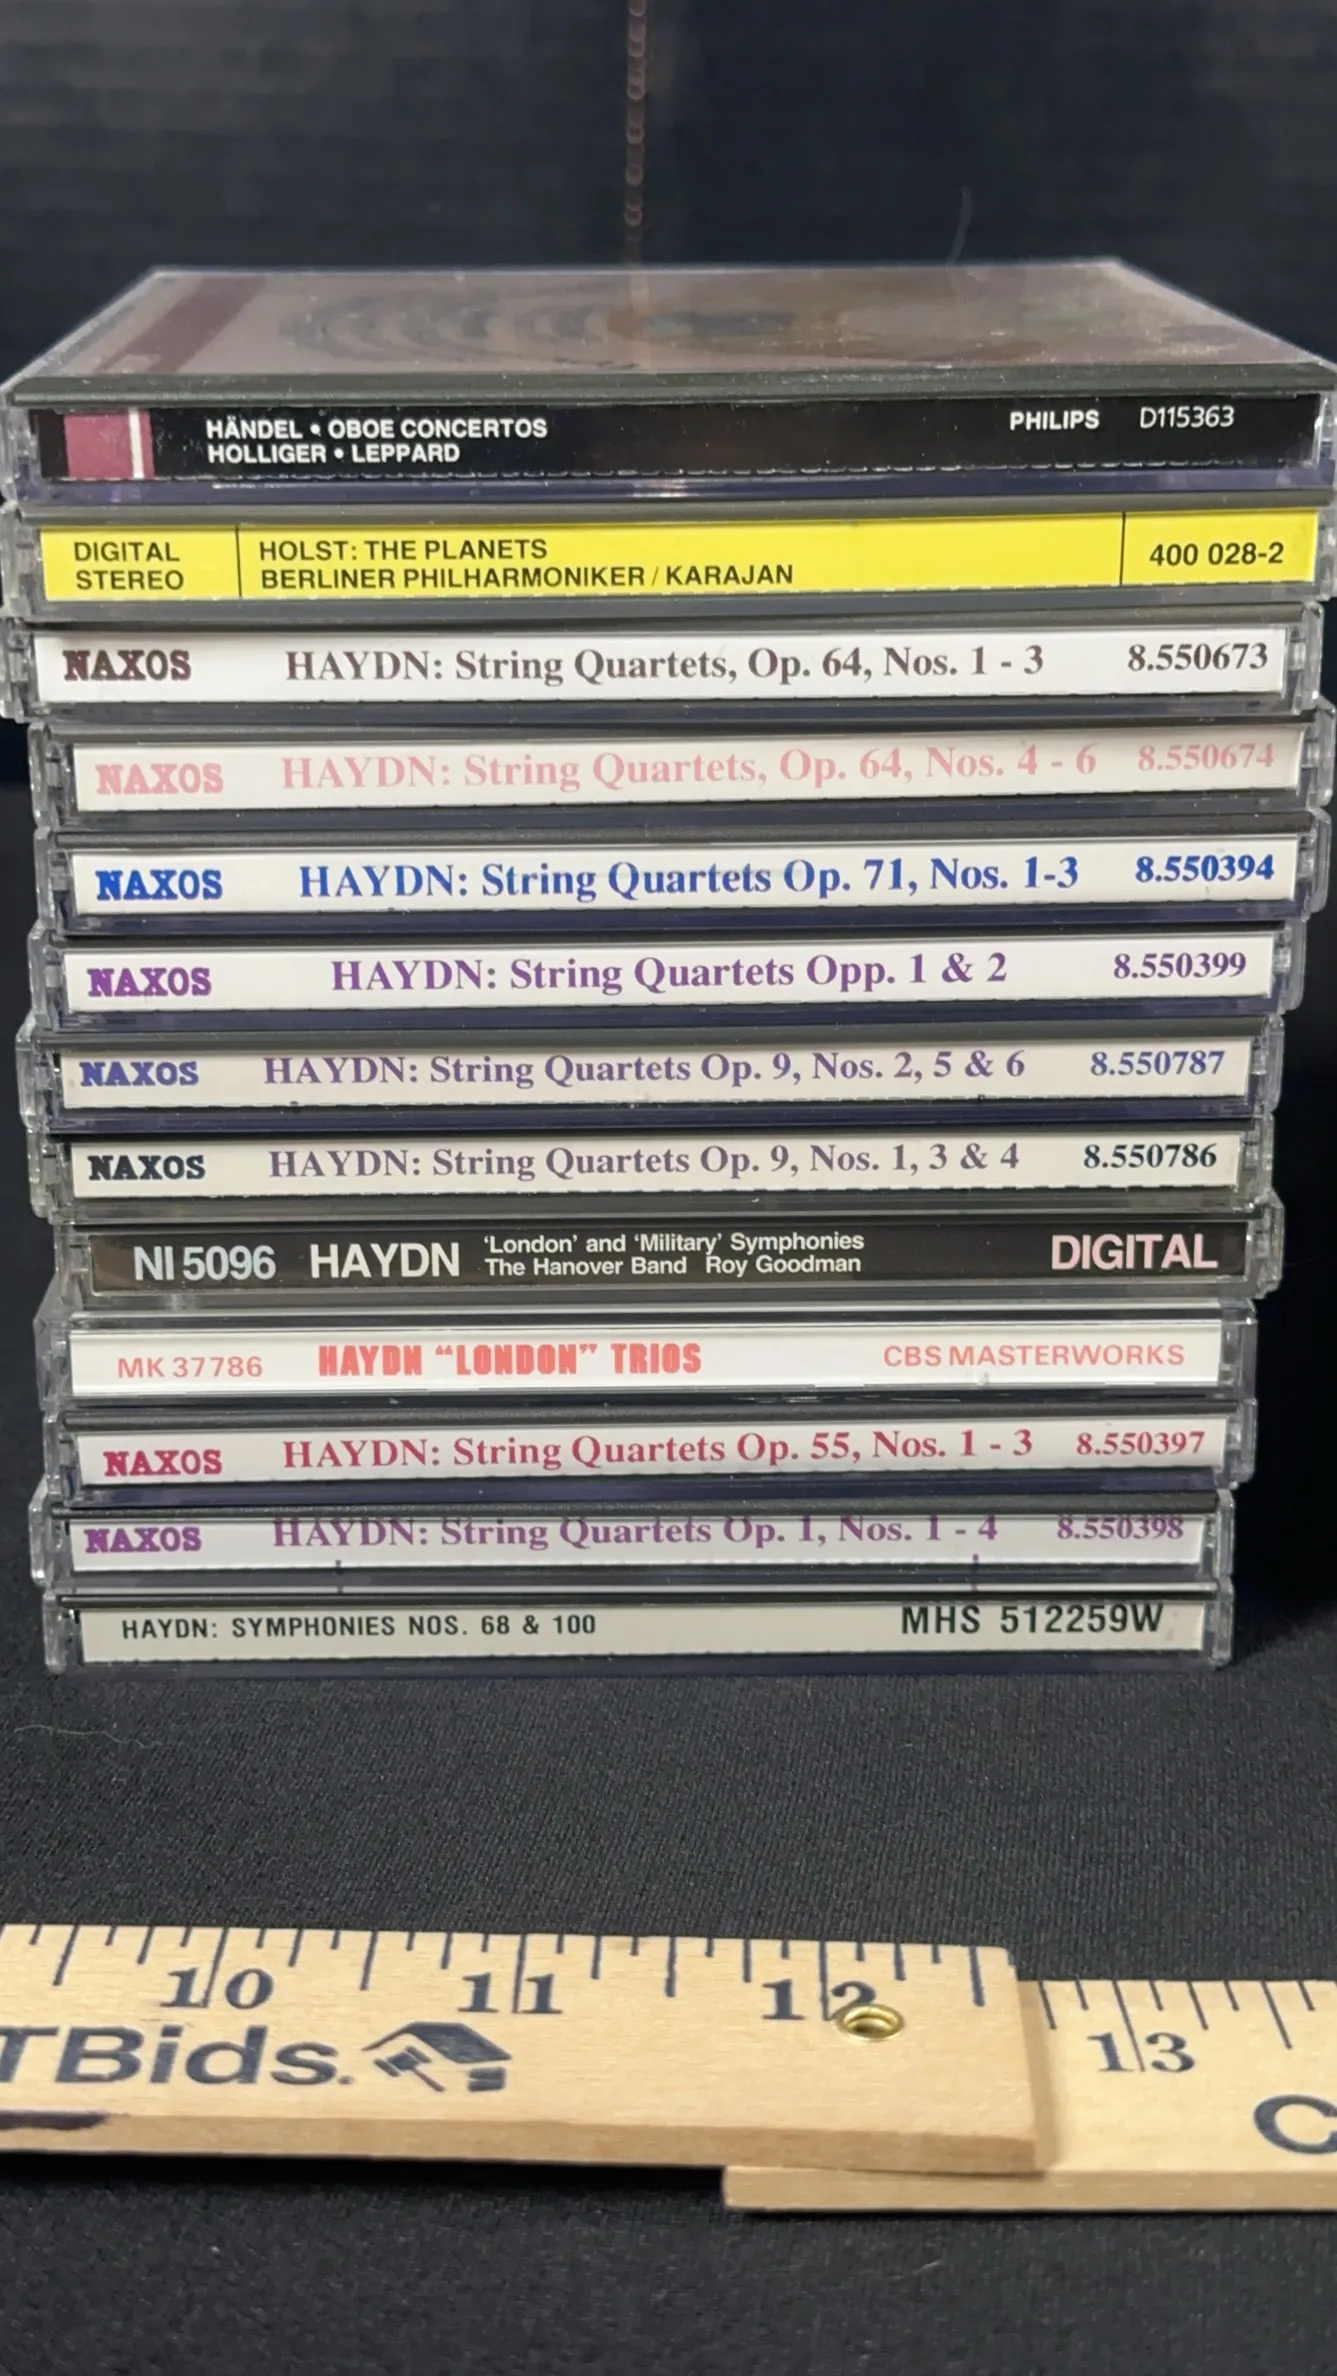 HÄNDEL • OBOE CONCERTOS
HOLLIGER • LEPPARD
PHILIPS D115363
DIGITAL
STEREO
HOLST: THE PLANETS
BERLINER PHILHARMONIKER / KARAJAN
400 028-2
NAXOS HAYDN: String Quartets, Op. 64, Nos. 1 - 3 8.550673
NAXOS HAYDN: String Quartets, Op. 64, Nos. 4 - 6 8.550674
NAXOS HAYDN: String Quartets Op. 71, Nos. 1-3 8.550394
NAXOS HAYDN: String Quartets Opp. 1 & 2 8.550399
NAXOS HAYDN: String Quartets Op. 9, Nos. 2, 5 & 6 8.550787
NAXOS HAYDN: String Quartets Op. 9, Nos. 1, 3 & 4 8.550786
NI 5096 HAYDN
'London' and 'Military' Symphonies
The Hanover Band Roy Goodman
DIGITAL
MK 37786 HAYDN "LONDON" TRIOS CBS MASTERWORKS
NAXOS HAYDN: String Quartets Op. 55, Nos. 1 - 3 8.550397
NAXOS HAYDN: String Quartets Op. 1, Nos. 1 - 4 8.550398
HAYDN: SYMPHONIES NOS. 68 & 100 MHS 512259W
10 11 12 13
TBids. C